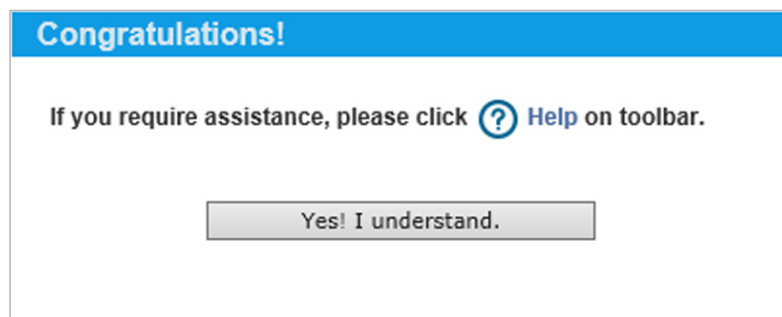 Congratulations!
If you require assistance, please click ? Help on toolbar.
Yes! I understand.